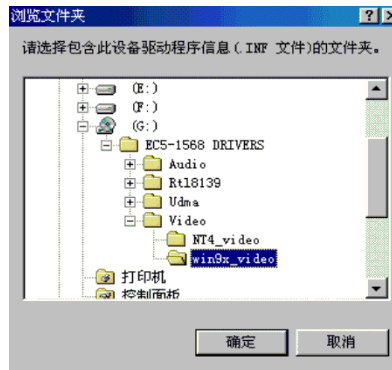 浏览文件夹
请选择包含此设备驱动程序信息(.INF 文件)的文件夹。
(E:)
(F:)
(G:)
EC5-1568 DRIVERS
Audio
Rtl8139
Udma
Video
NT4_video
win9x_video
打印机
控制面板
确定
取消